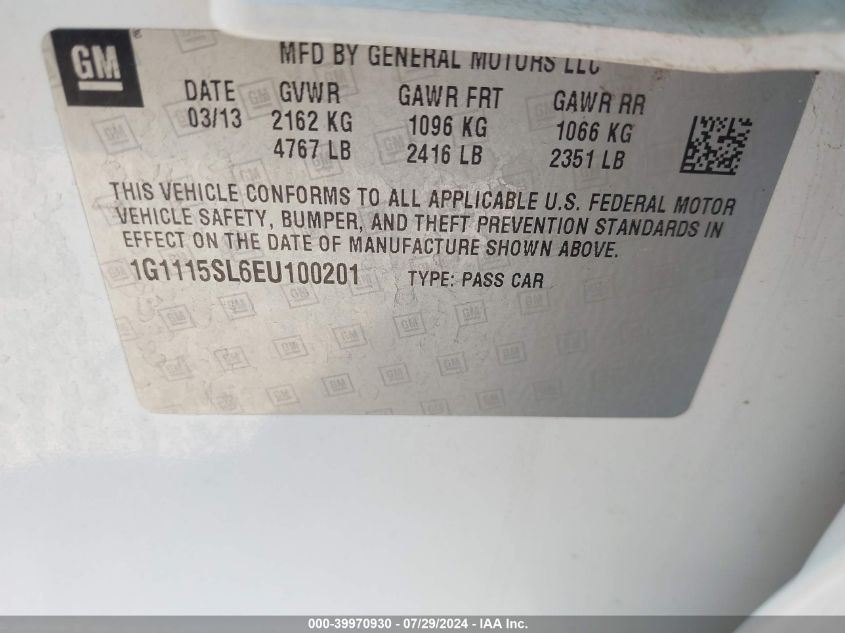 GM
MFD BY GENERAL MOTORS LLC
DATE GVWR GAWR FRT GAWR RR
03/13 2162 KG 1096 KG 1066 KG
4767 LB 2416 LB 2351 LB
THIS VEHICLE CONFORMS TO ALL APPLICABLE U.S. FEDERAL MOTOR
VEHICLE SAFETY, BUMPER, AND THEFT PREVENTION STANDARDS IN
EFFECT ON THE DATE OF MANUFACTURE SHOWN ABOVE.
1G1115SL6EU100201 TYPE: PASS CAR
000-39970930 - 07/29/2024 - IAA Inc.